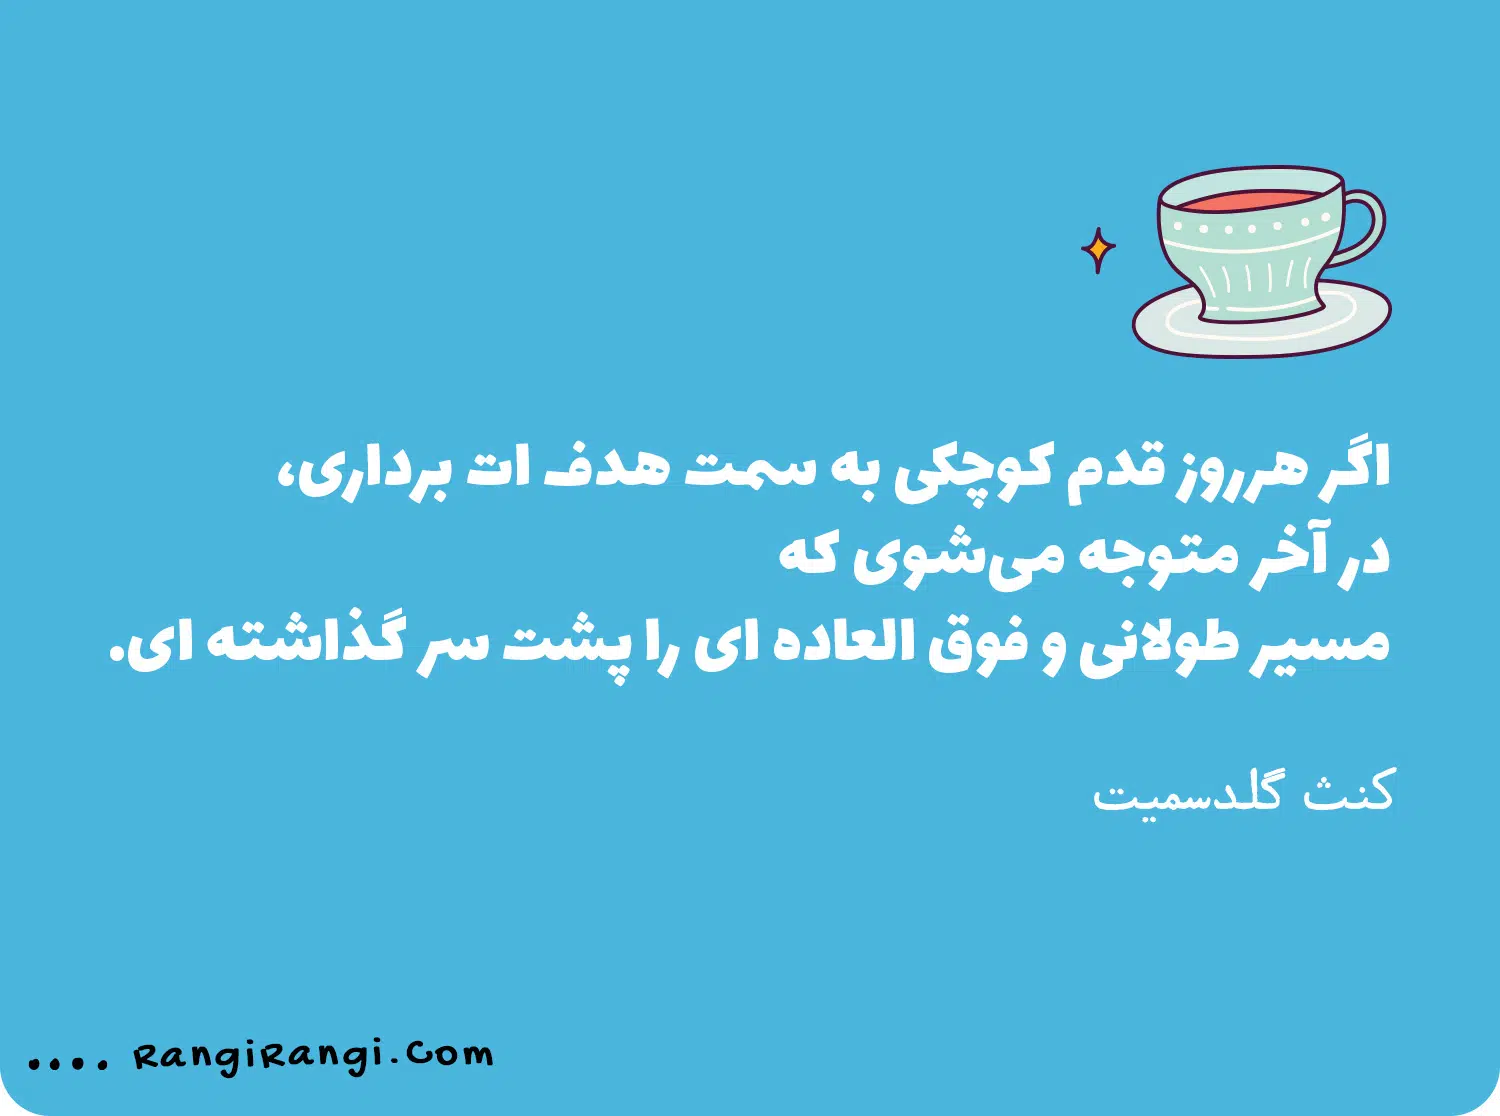 اگر هرروز قدم کوچکی به سمت هدف ات برداری،
در آخر متوجه می‌شوی که
مسیر طولانی و فوق العاده ای را پشت سر گذاشته ای.
کنث گلدسمیت
.... RangiRangi.Com